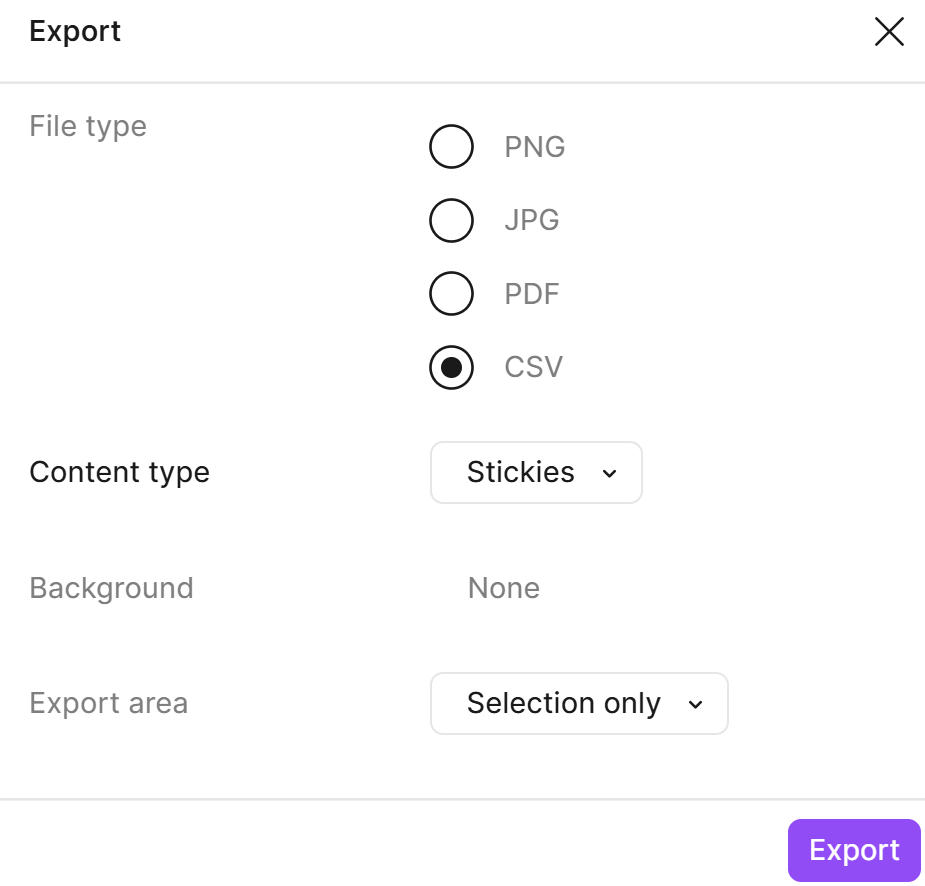 Export
File type
PNG
JPG
PDF
CSV
Content type
Stickies
Background
None
Export area
Selection only
Export